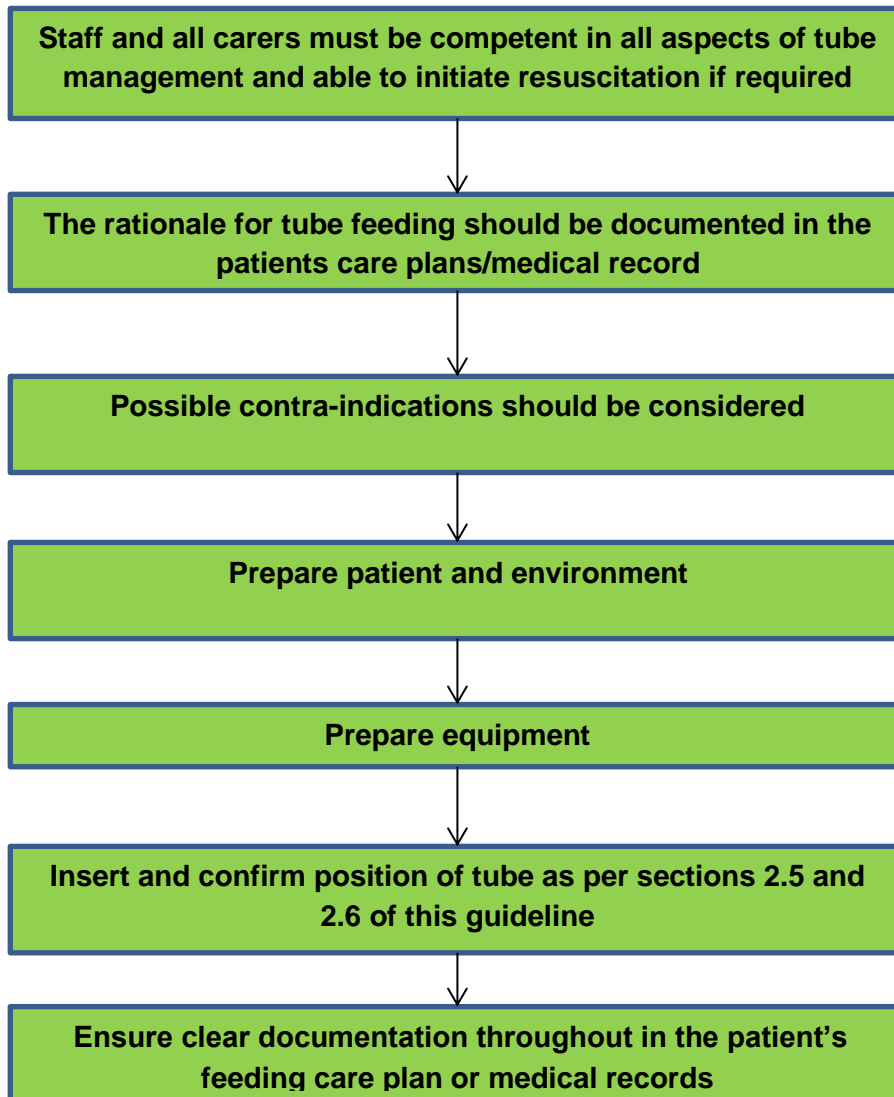 Staff and all carers must be competent in all aspects of tube
management and able to initiate resuscitation if required
The rationale for tube feeding should be documented in the
patients care plans/medical record
Possible contra-indications should be considered
Prepare patient and environment
Prepare equipment
Insert and confirm position of tube as per sections 2.5 and
2.6 of this guideline
Ensure clear documentation throughout in the patient’s
feeding care plan or medical records